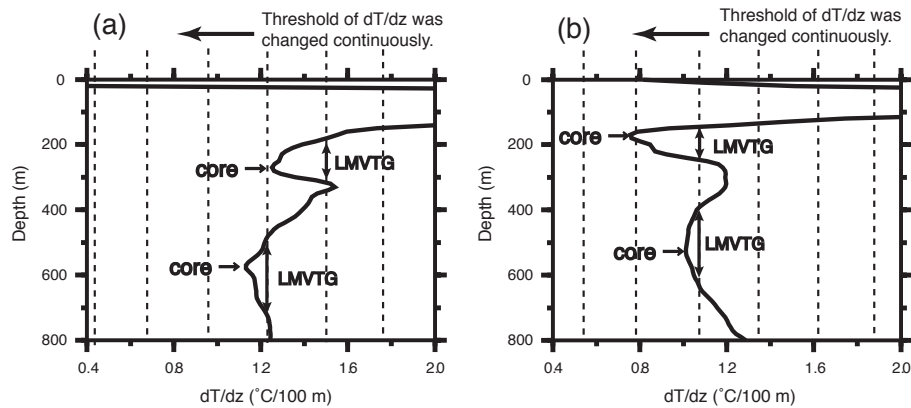 (a)
Threshold of dT/dz was
changed continuously.
0
200
400
600
800
Depth (m)
core
LMVTG
core
LMVTG
0.4 0.8 1.2 1.6 2.0
dT/dz (˚C/100 m)
(b)
Threshold of dT/dz was
changed continuously.
0
200
400
600
800
Depth (m)
core
LMVTG
core
LMVTG
0.4 0.8 1.2 1.6 2.0
dT/dz (˚C/100 m)